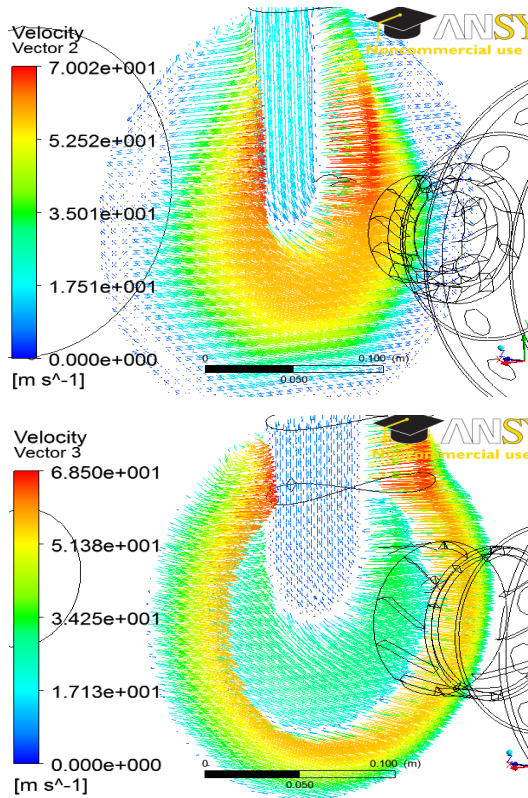 Velocity
Vector 2
ANSY
Noncommercial use
7.002e+001
5.252e+001
3.501e+001
1.751e+001
0.000e+000
[m s^-1]
0 0.100 (m)
0.050
Velocity
Vector 3
ANSY
Noncommercial use
6.850e+001
5.138e+001
3.425e+001
1.713e+001
0.000e+000
[m s^-1]
0 0.100 (m)
0.050